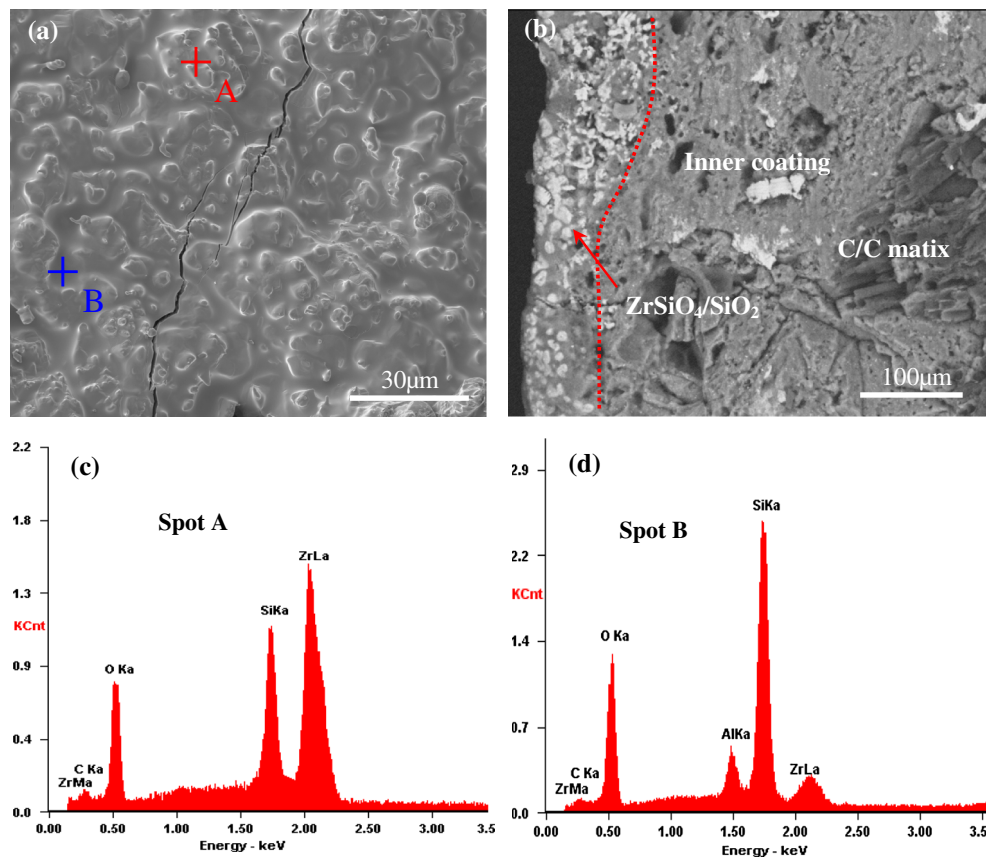 (a)
A
B
30μm
(b)
Inner coating
C/C matix
ZrSiO4/SiO2
100μm
(c)
Spot A
2.2
1.8
1.3
KCnt
0.9
0.4
0.0
ZrLa
SiKa
O Ka
C Ka
ZrMa
0.00 0.50 1.00 1.50 2.00 2.50 3.00 3.5
Energy - keV
(d)
Spot B
2.9
2.2
KCnt
1.4
0.7
0.0
SiKa
O Ka
AlKa
ZrLa
C Ka
ZrMa
0.00 0.50 1.00 1.50 2.00 2.50 3.00 3.5
Energy - keV